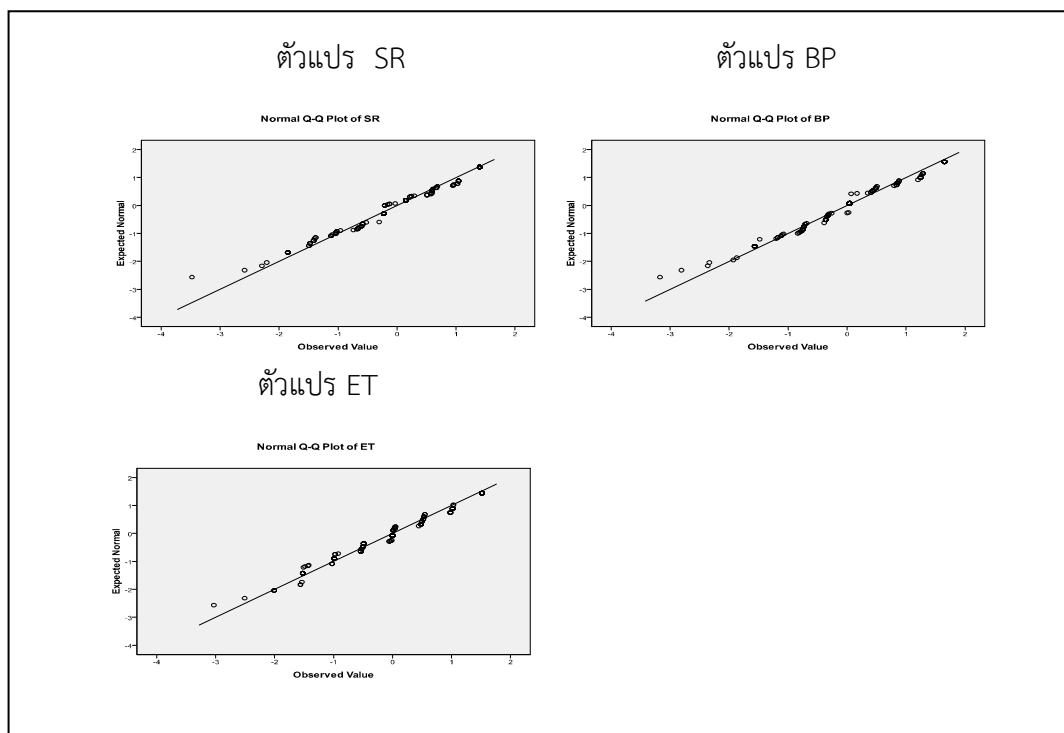 ตัวแปร SR
ตัวแปร BP
Normal Q-Q Plot of SR
Expected Normal
2
1
0
-1
-2
-3
-4
-4 -3 -2 -1 0 1 2
Observed Value
Normal Q-Q Plot of BP
Expected Normal
2
1
0
-1
-2
-3
-4
-4 -3 -2 -1 0 1 2
Observed Value
ตัวแปร ET
Normal Q-Q Plot of ET
Expected Normal
2
1
0
-1
-2
-3
-4
-4 -3 -2 -1 0 1 2
Observed Value